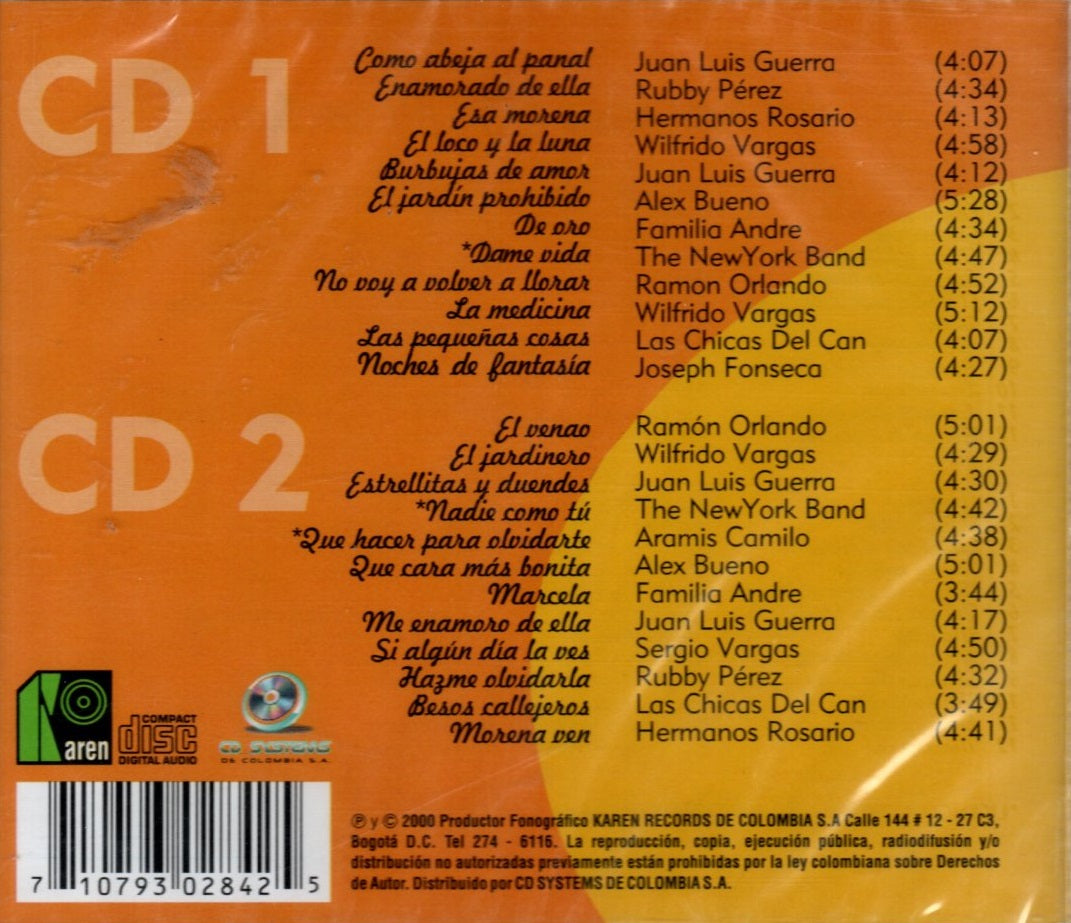 CD 1
Como abeja al panal Juan Luis Guerra (4:07)
Enamorado de ella Rubby Pérez (4:34)
Esa morena Hermanos Rosario (4:13)
El loco y la luna Wilfrido Vargas (4:58)
Burbujas de amor Juan Luis Guerra (4:12)
El jardín prohibido Alex Bueno (5:28)
De oro Familia Andre (4:34)
*Dame vida The NewYork Band (4:47)
No voy a volver a llorar Ramon Orlando (4:52)
La medicina Wilfrido Vargas (5:12)
Las pequeñas cosas Las Chicas Del Can (4:07)
Noches de fantasía Joseph Fonseca (4:27)
CD 2
El venao Ramón Orlando (5:01)
El jardinero Wilfrido Vargas (4:29)
Estrellitas y duendes Juan Luis Guerra (4:30)
*Nadie como tú The NewYork Band (4:42)
*Que hacer para olvidarte Aramis Camilo (4:38)
Que cara más bonita Alex Bueno (5:01)
Marcela Familia Andre (3:44)
Me enamoro de ella Juan Luis Guerra (4:17)
Si algún día la ves Sergio Vargas (4:50)
Hazme olvidarla Rubby Pérez (4:32)
Besos callejeros Las Chicas Del Can (3:49)
Morena ven Hermanos Rosario (4:41)
Karen
COMPACT
disc
DIGITAL AUDIO
CD SYSTEMS
DE COLOMBIA S.A.
7 10793 02842 5
℗ y © 2000 Productor Fonográfico KAREN RECORDS DE COLOMBIA S.A Calle 144 # 12 - 27 C3,
Bogotá D.C. Tel 274 - 6116. La reproducción, copia, ejecución pública, radiodifusión y/o
distribución no autorizadas previamente están prohibidas por la ley colombiana sobre Derechos
de Autor. Distribuido por CD SYSTEMS DE COLOMBIA S.A.